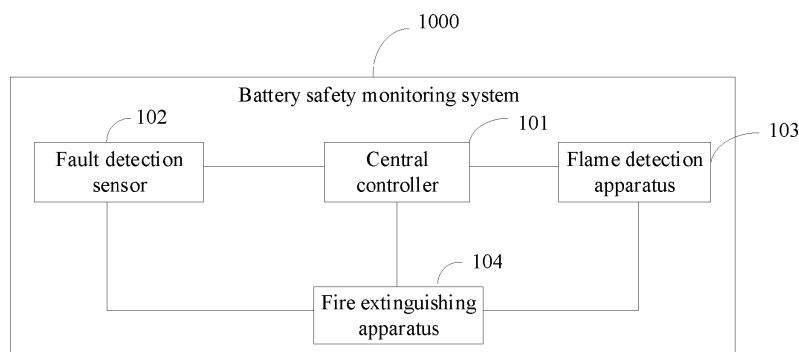 1000
Battery safety monitoring system
102
101
103
Fault detection
sensor
Central
controller
Flame detection
apparatus
104
Fire extinguishing
apparatus